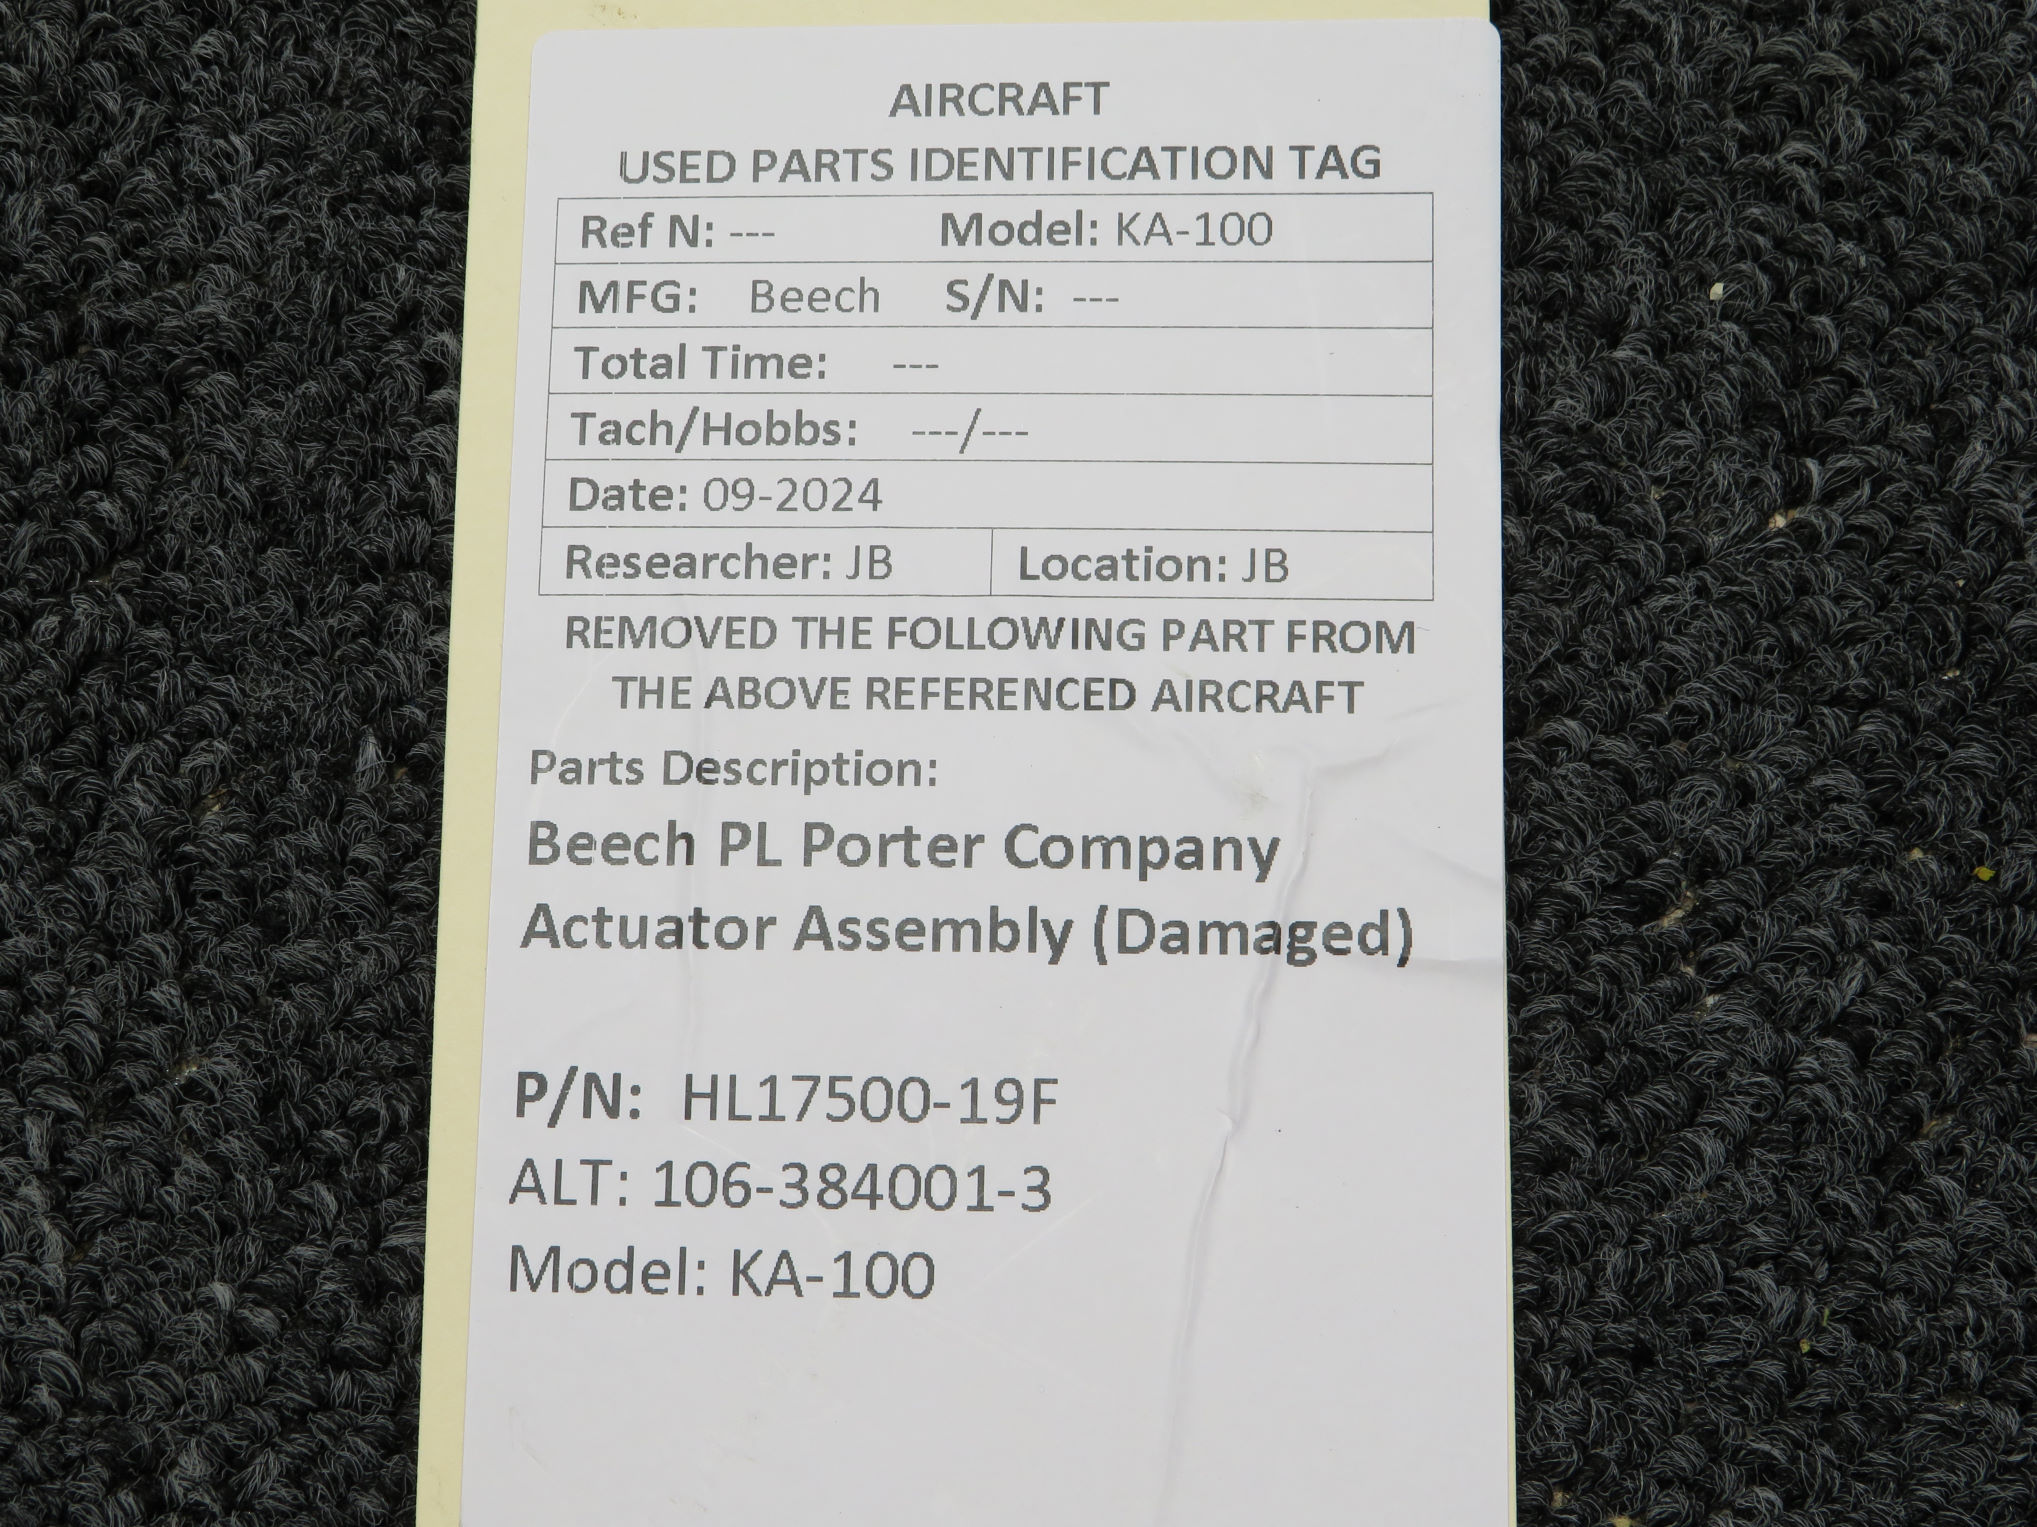 AIRCRAFT
USED PARTS IDENTIFICATION TAG
Ref N: --- Model: KA-100
MFG: Beech S/N: ---
Total Time: ---
Tach/Hobbs: ---/---
Date: 09-2024
Researcher: JB Location: JB
REMOVED THE FOLLOWING PART FROM
THE ABOVE REFERENCED AIRCRAFT
Parts Description:
Beech PL Porter Company
Actuator Assembly (Damaged)
P/N: HL17500-19F
ALT: 106-384001-3
Model: KA-100